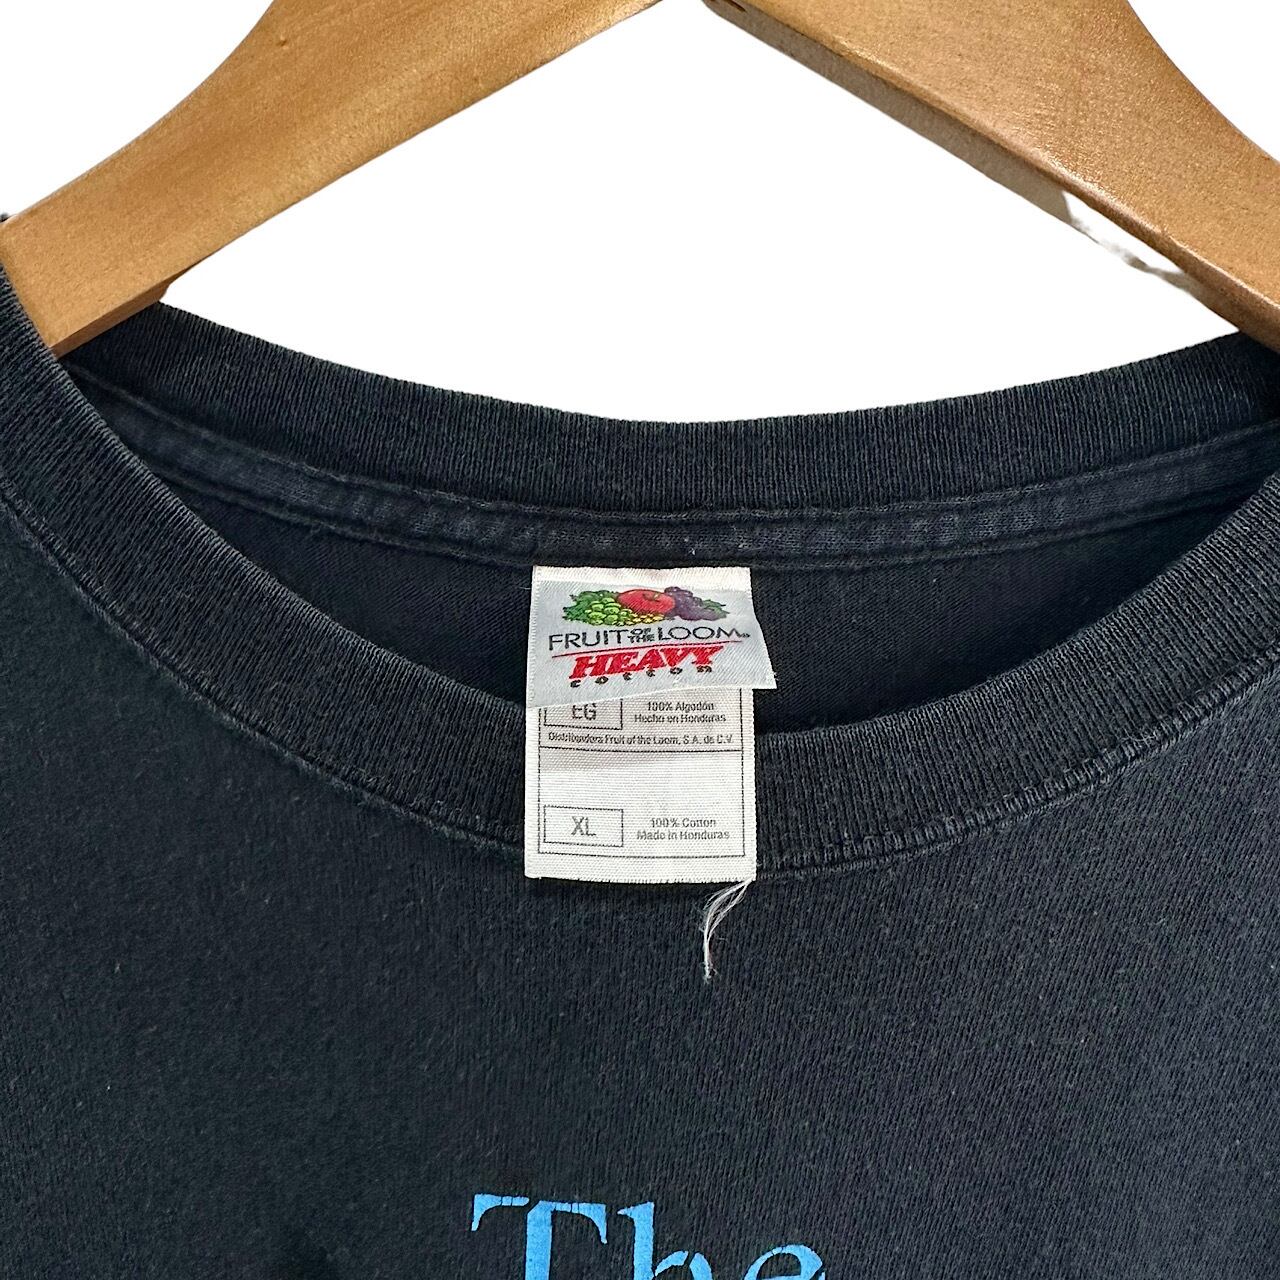 FRUIT OF THE LOOM®
HEAVY
COTTON
EG
100% Algodón
Hecho en Honduras
Distribuidora Fruit of the Loom, S.A. de C.V.
XL
100% Cotton
Made in Honduras
The